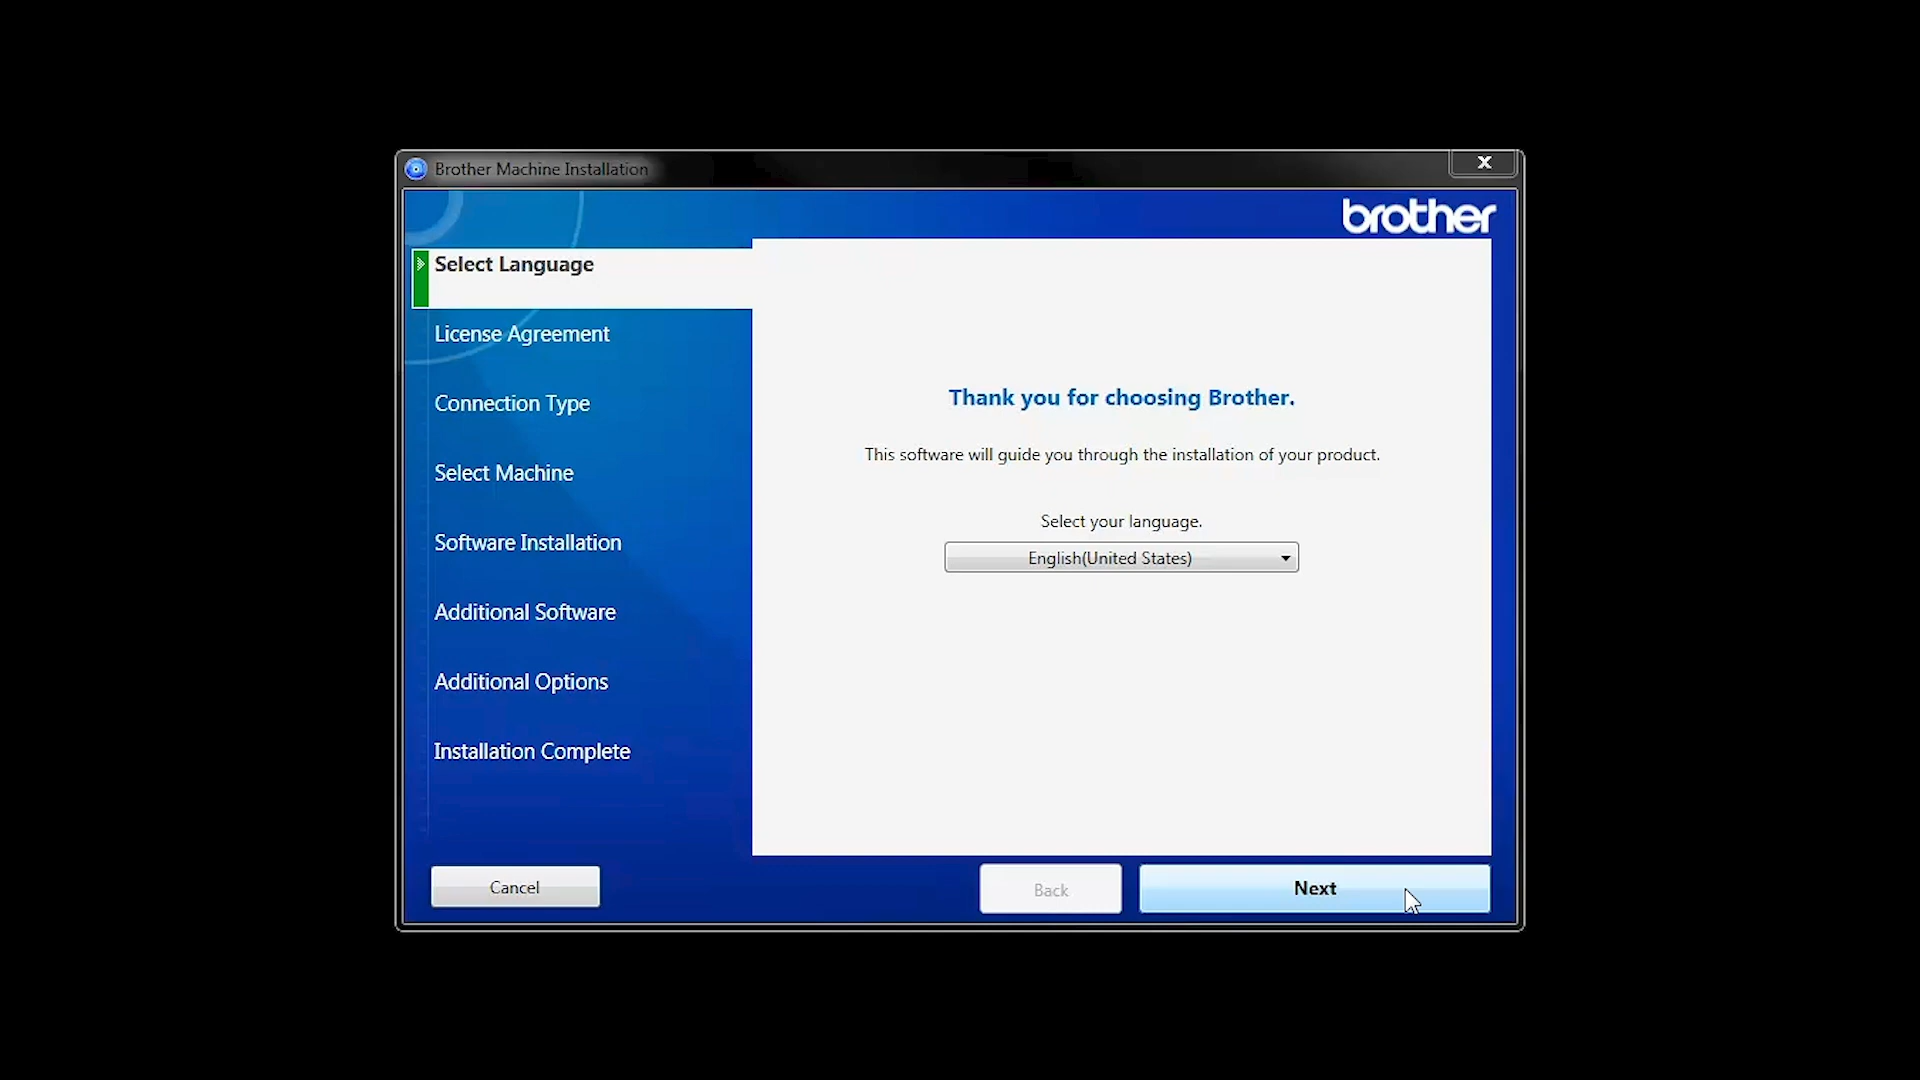 Brother Machine Installation
X
brother
Select Language
License Agreement
Connection Type
Select Machine
Software Installation
Additional Software
Additional Options
Installation Complete
Thank you for choosing Brother.
This software will guide you through the installation of your product.
Select your language.
English(United States)
Cancel
Back
Next